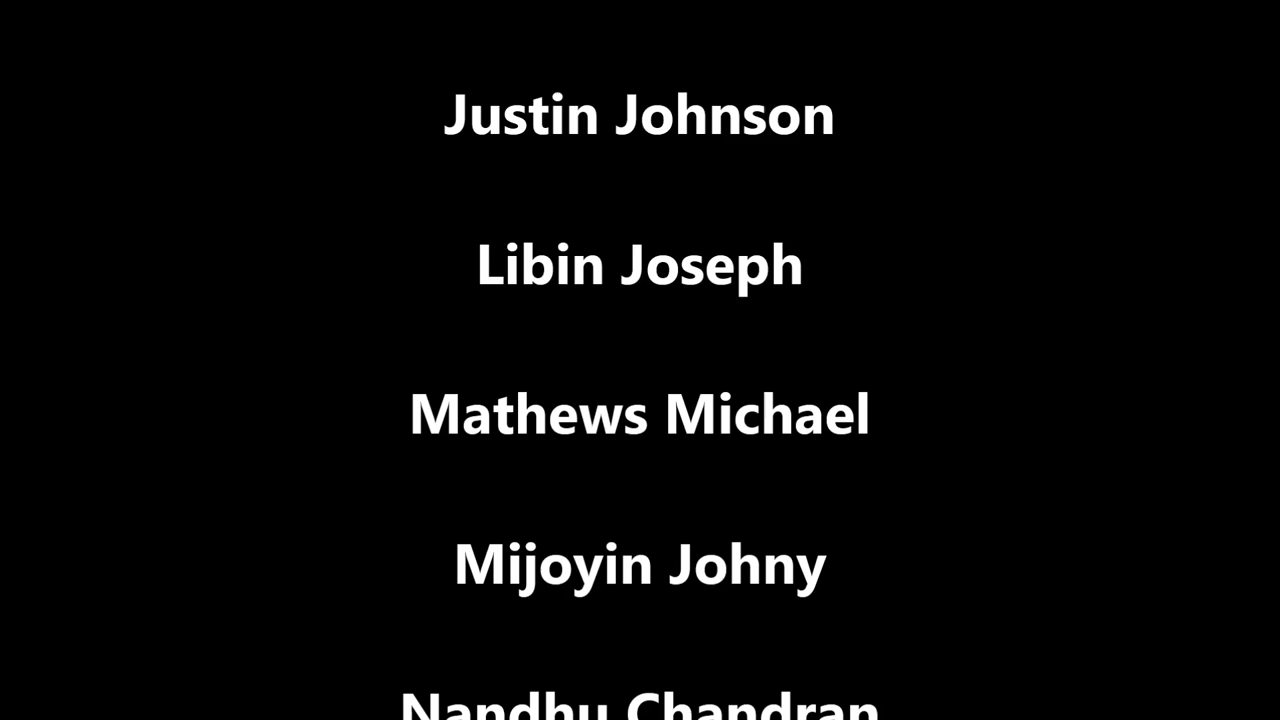 Justin Johnson
Libin Joseph
Mathews Michael
Mijoyin Johny
Nandhu Chandran